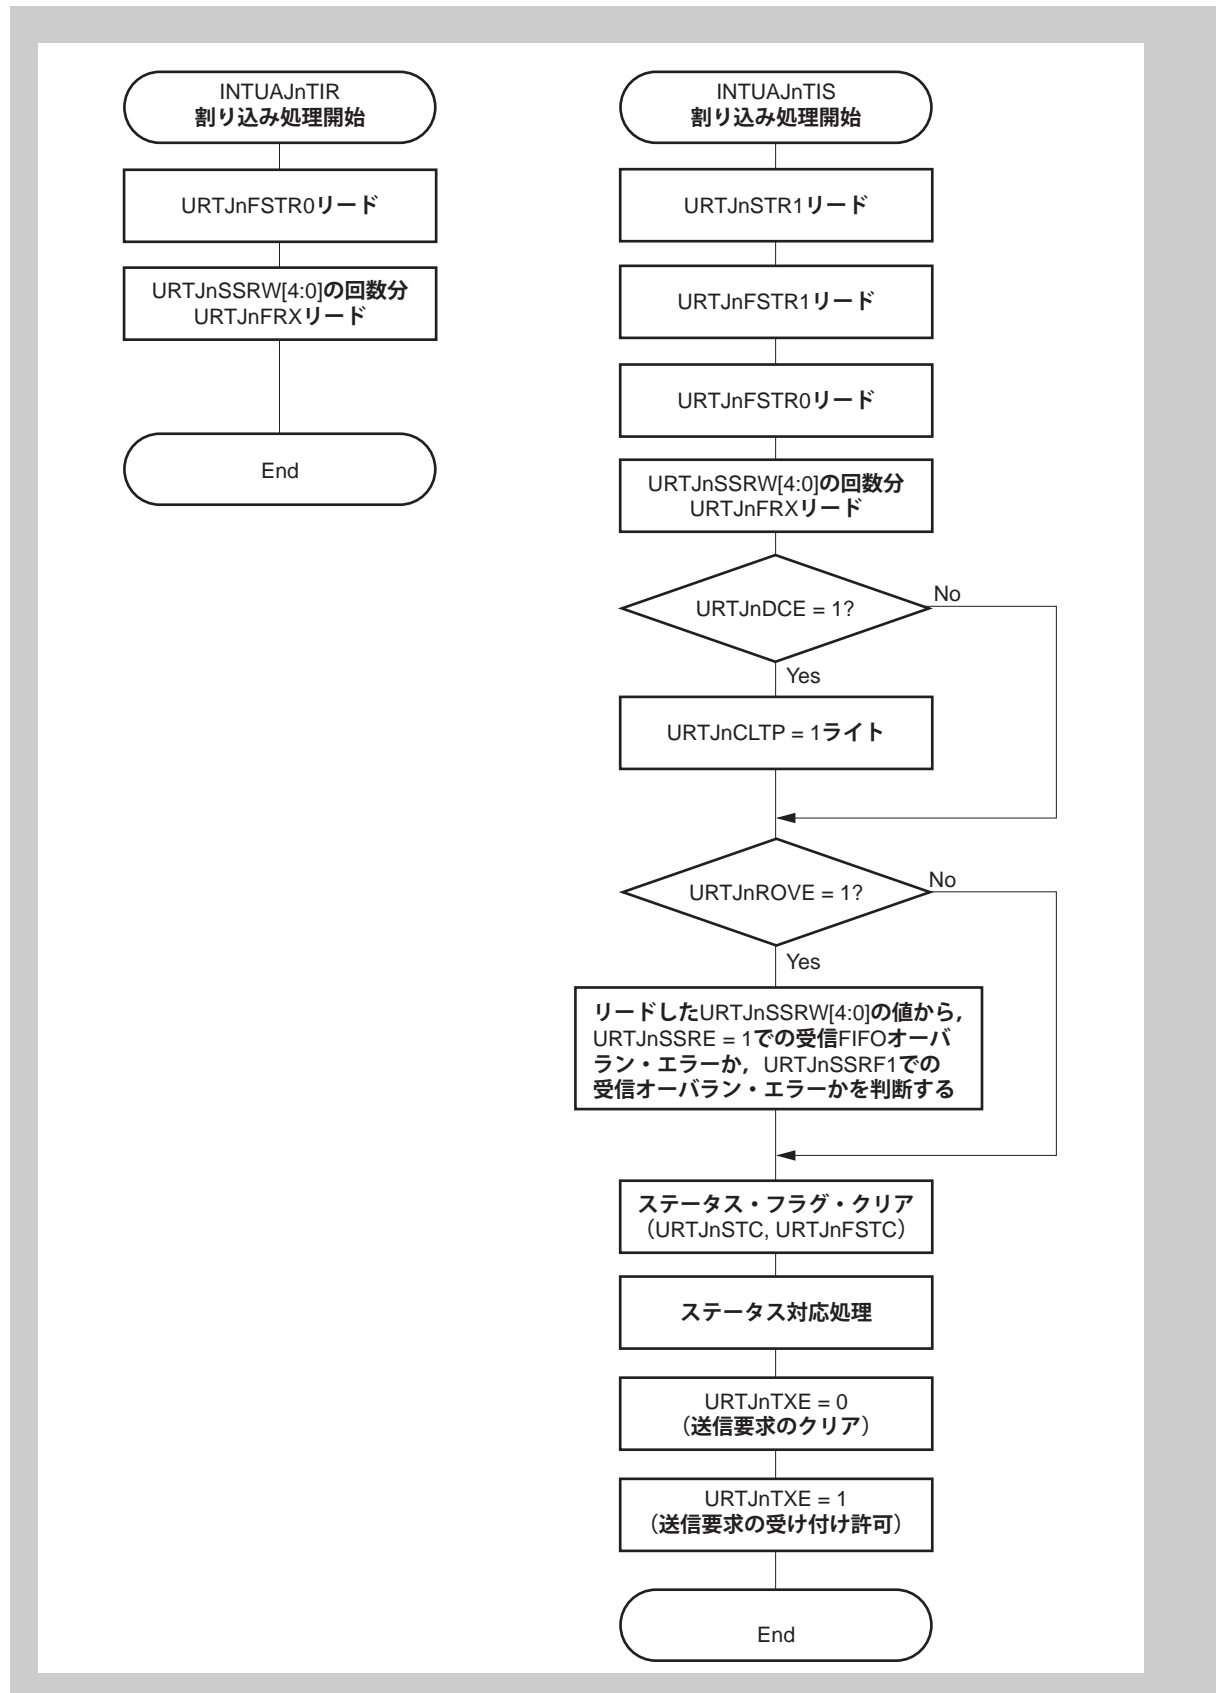 INTUAJnTIR
割り込み処理開始
URTJnFSTR0リード
URTJnSSRW[4:0]の回数分
URTJnFRXリード
End
INTUAJnTIS
割り込み処理開始
URTJnSTR1リード
URTJnFSTR1リード
URTJnFSTR0リード
URTJnSSRW[4:0]の回数分
URTJnFRXリード
URTJnDCE = 1?
No
Yes
URTJnCLTP = 1ライト
URTJnROVE = 1?
No
Yes
リードしたURTJnSSRW[4:0]の値から，
URTJnSSRE = 1での受信FIFOオーバ
ラン・エラーか，URTJnSSRF1での
受信オーバラン・エラーかを判断する
ステータス・フラグ・クリア
（URTJnSTC, URTJnFSTC）
ステータス対応処理
URTJnTXE = 0
（送信要求のクリア）
URTJnTXE = 1
（送信要求の受け付け許可）
End